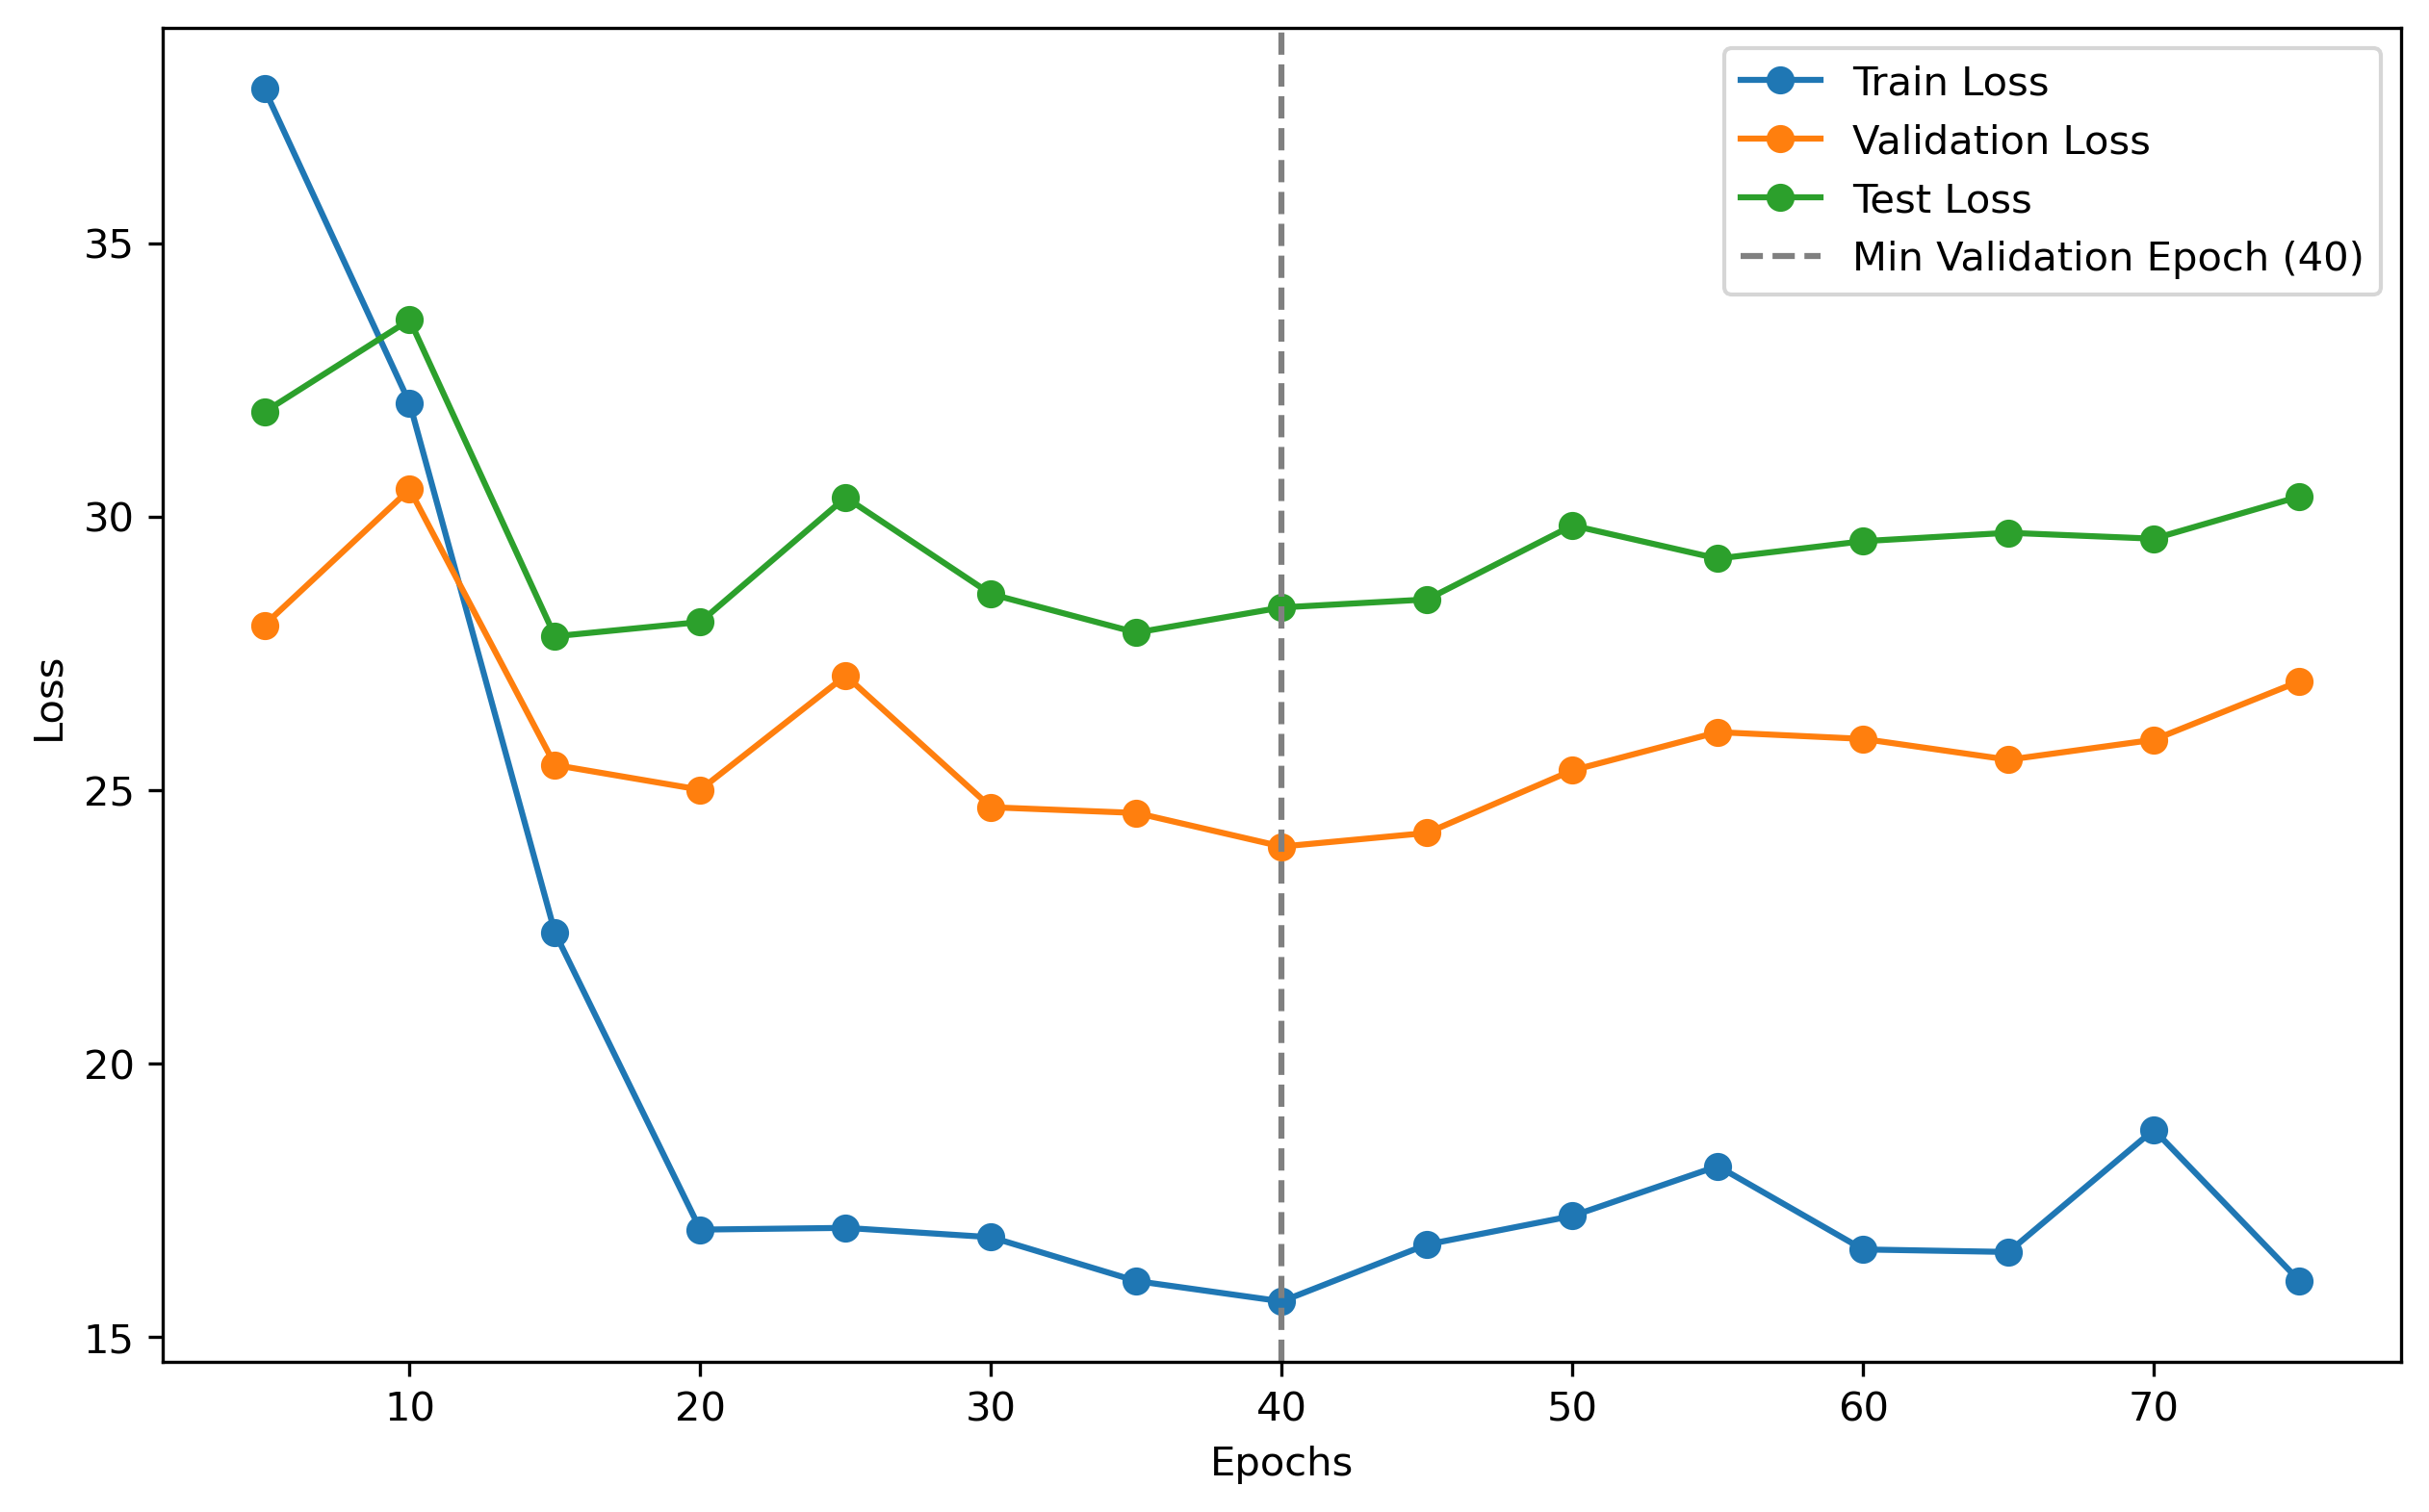 Train Loss
Validation Loss
Test Loss
Min Validation Epoch (40)
35
30
25
20
15
Loss
10 20 30 40 50 60 70
Epochs